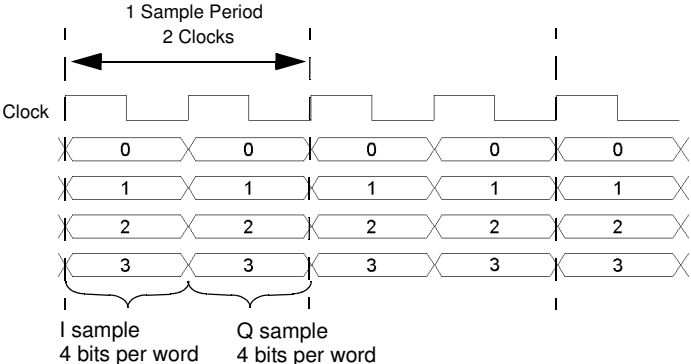 1 Sample Period
2 Clocks
Clock
0 0 0 0 0
1 1 1 1 1
2 2 2 2 2
3 3 3 3 3
I sample
4 bits per word
Q sample
4 bits per word